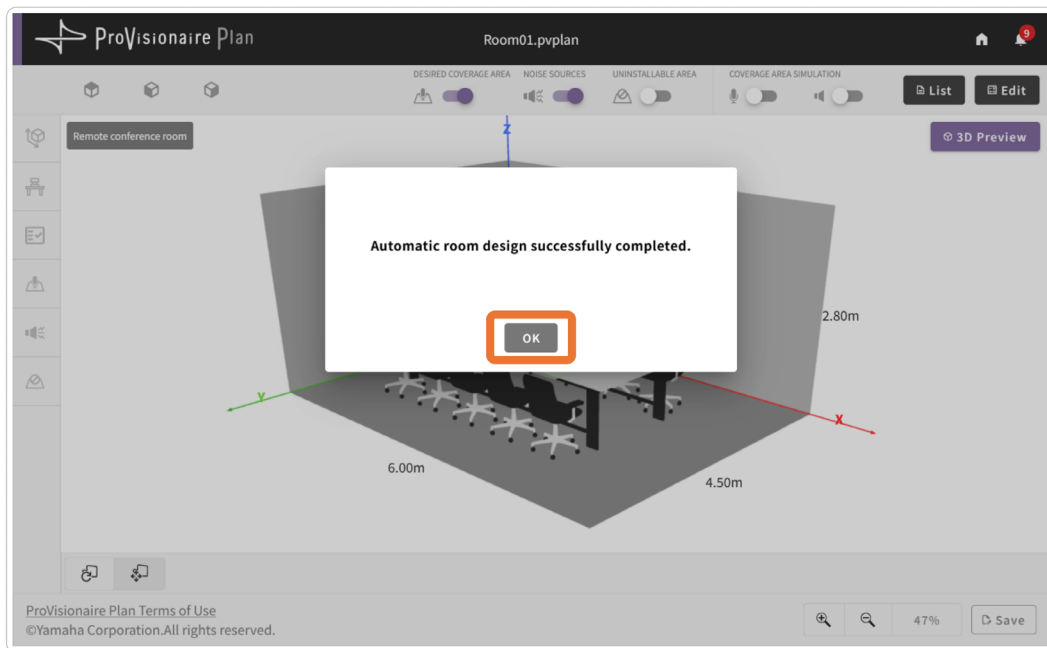 ProVisionaire Plan
Room01.pvplan
9
DESIRED COVERAGE AREA
NOISE SOURCES
UNINSTALLABLE AREA
COVERAGE AREA SIMULATION
List
Edit
Remote conference room
3D Preview
Z
Automatic room design successfully completed.
OK
2.80m
Y
X
6.00m
4.50m
ProVisionaire Plan Terms of Use
©Yamaha Corporation.All rights reserved.
47%
Save